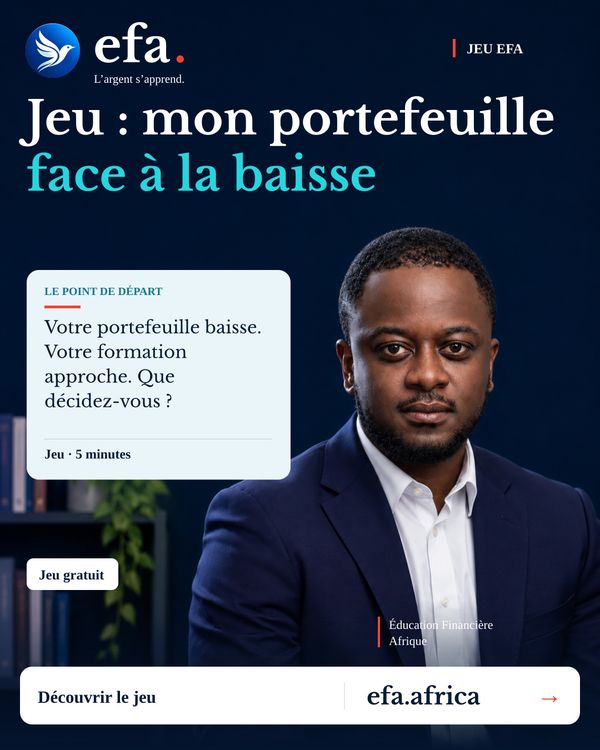 efa.
L’argent s’apprend.
JEU EFA
Jeu : mon portefeuille
face à la baisse
LE POINT DE DÉPART
Votre portefeuille baisse.
Votre formation
approche. Que
décidez-vous ?
Jeu · 5 minutes
Jeu gratuit
Éducation Financière
Afrique
Découvrir le jeu
efa.africa →